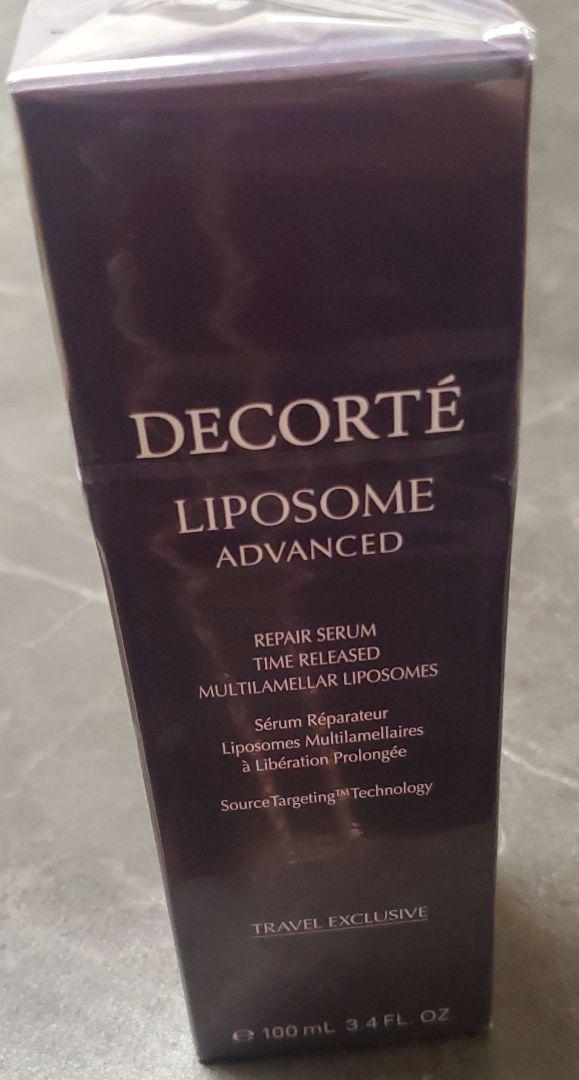 DECORTÉ
LIPOSOME
ADVANCED
REPAIR SERUM
TIME RELEASED
MULTILAMELLAR LIPOSOMES
Sérum Réparateur
Liposomes Multilamellaires
à Libération Prolongée
SourceTargeting™Technology
TRAVEL EXCLUSIVE
℮ 100 mL 3.4 FL. OZ.